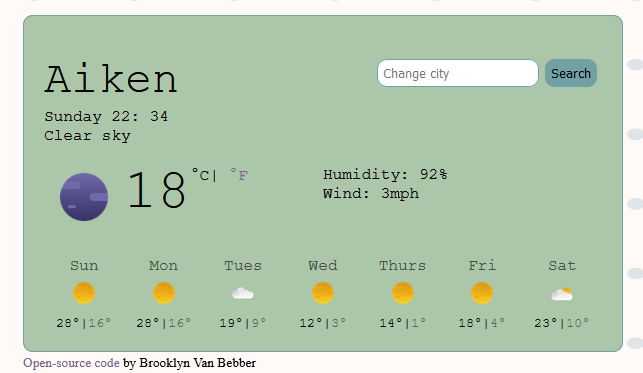 Aiken
Change city
Search
Sunday 22: 34
Clear sky
18°C| °F
Humidity: 92%
Wind: 3mph
Sun Mon Tues Wed Thurs Fri Sat
28°|16° 28°|16° 19°|9° 12°|3° 14°|1° 18°|4° 23°|10°
Open-source code by Brooklyn Van Bebber